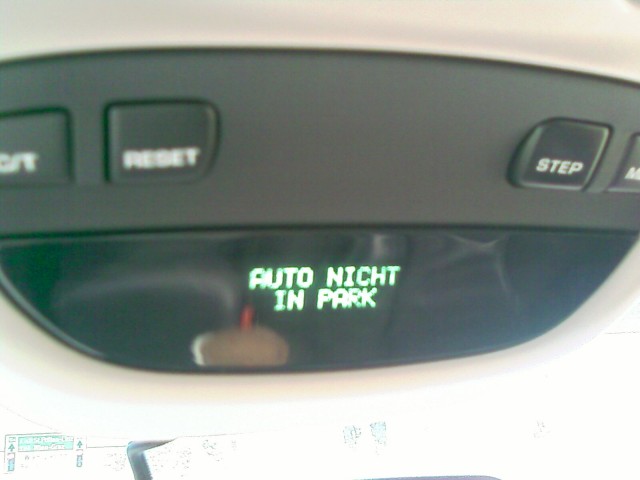 C/T
RESET
STEP
AUTO NICHT
IN PARK